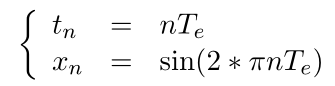 t_n = nT_e
x_n = sin(2 * πnT_e)